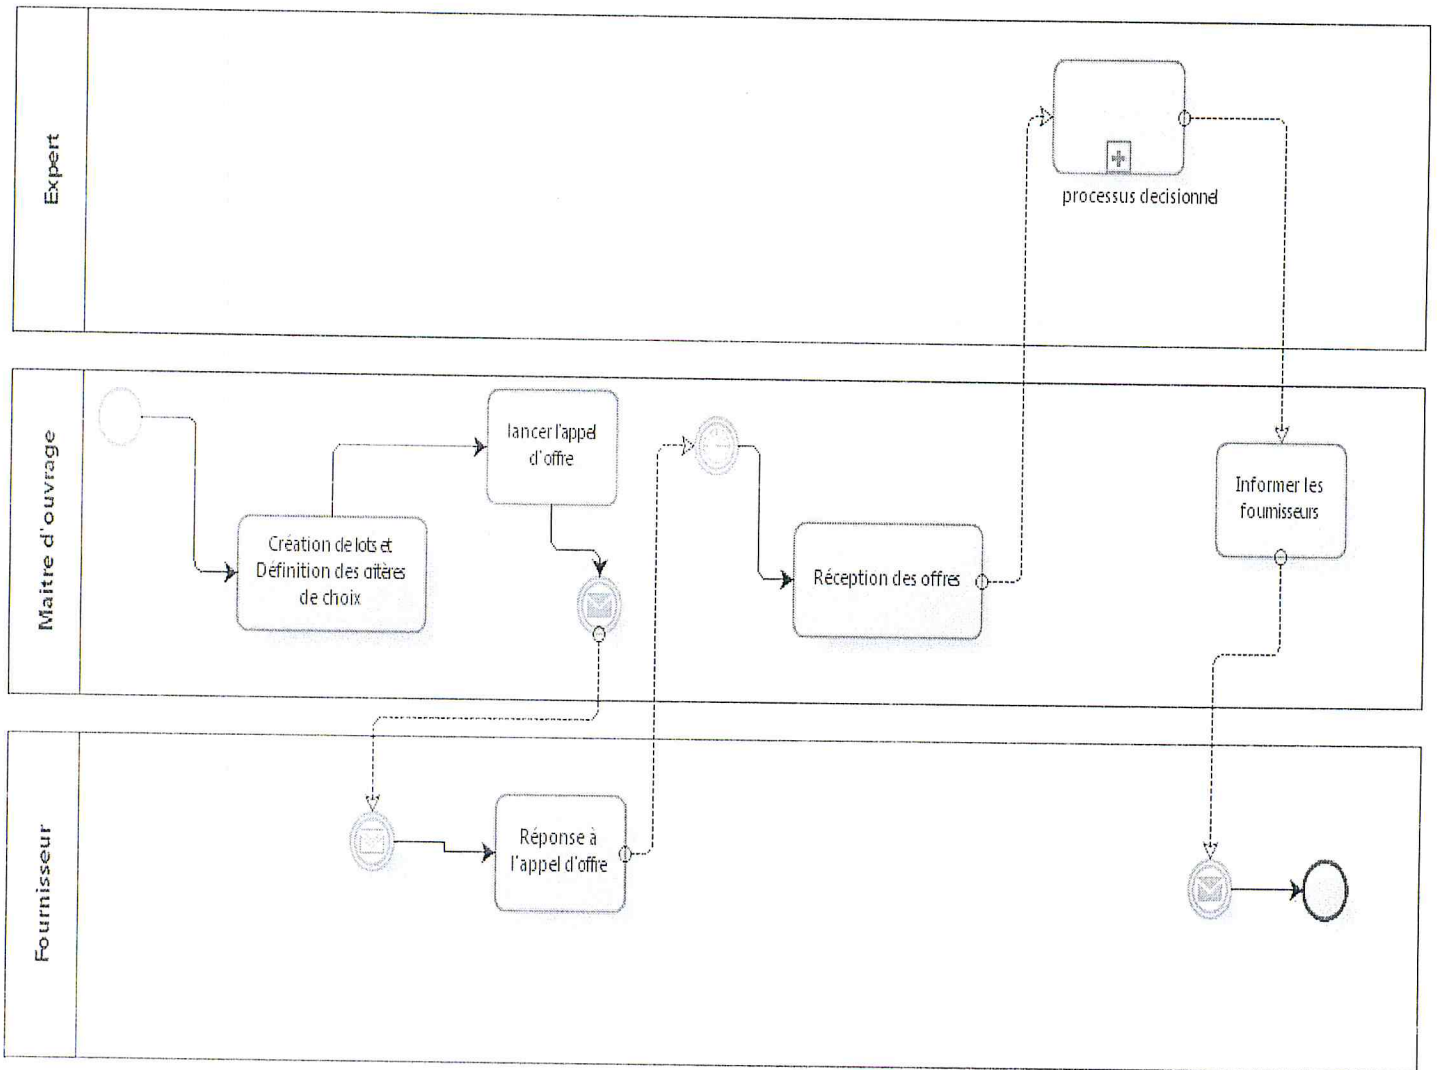 Expert
processus decisionnel
Maitre d'ouvrage
lancer l'appel
d'offre
Création de lots et
Définition des critères
de choix
Réception des offres
Informer les
fournisseurs
Fournisseur
Réponse à
l'appel d'offre